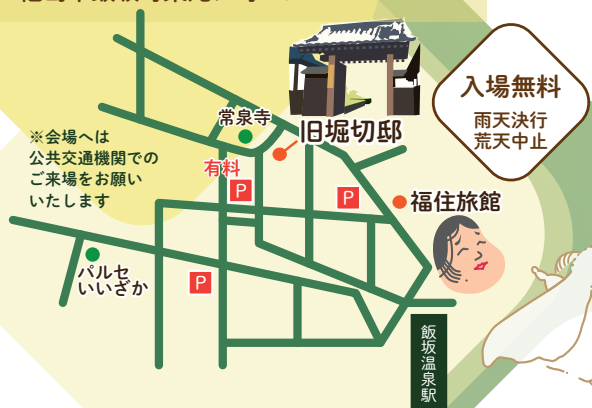 入場無料
雨天決行
荒天中止
常泉寺
旧堀切邸
※会場へは
公共交通機関での
ご来場をお願い
いたします
有料
P
P
福住旅館
パルセ
いいざか
P
飯坂温泉駅